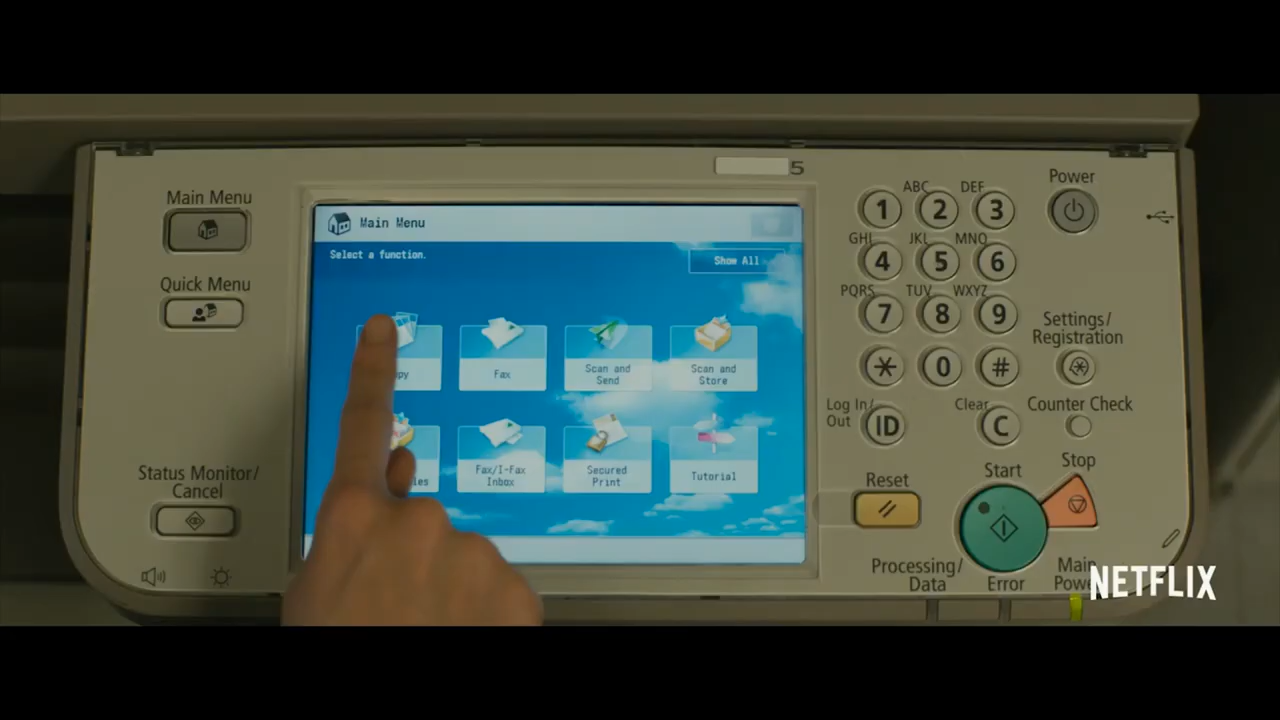 5
Main Menu
Quick Menu
Status Monitor/
Cancel
Main Menu
Select a function.
Show All
Fax
Scan and
Send
Scan and
Store
Fax/I-Fax
Inbox
Secured
Print
Tutorial
ABC
DEF
1
2
3
GHI
JKL
MNO
4
5
6
PQRS
TUV
WXYZ
7
8
9
*
0
#
Log In/
Out
ID
Clear
C
Power
Settings/
Registration
Counter Check
Reset
Start
Stop
Processing/
Data
Error
Main
NETFLIX